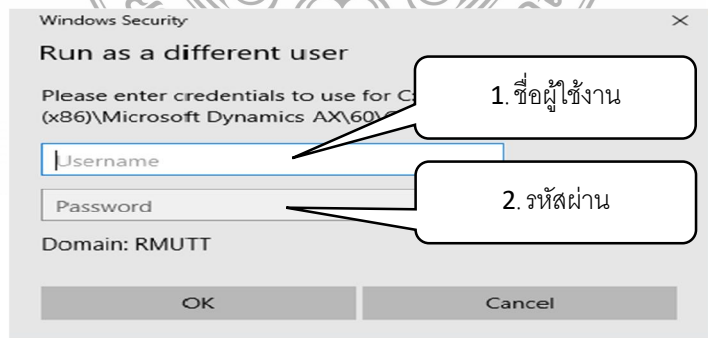 Windows Security
Run as a different user
Please enter credentials to use for C
(x86)\Microsoft Dynamics AX\60\
1. ชื่อผู้ใช้งาน
Username
Password
2. รหัสผ่าน
Domain: RMUTT
OK
Cancel